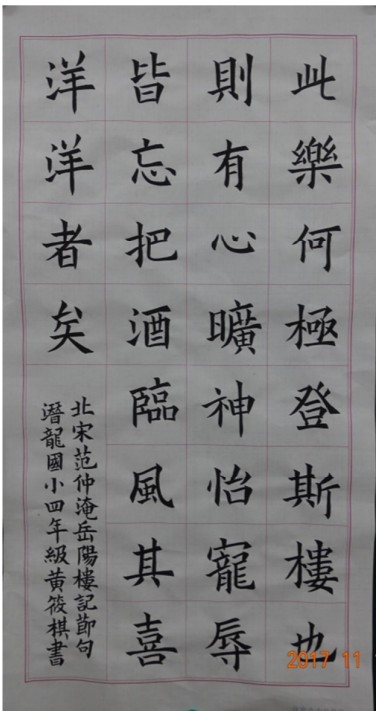 此樂何極登斯樓也
則有心曠神怡寵辱
皆忘把酒臨風其喜
洋洋者矣
北宋范仲淹岳陽樓記節句
潛龍國小四年級黃筱棋書
2017 11